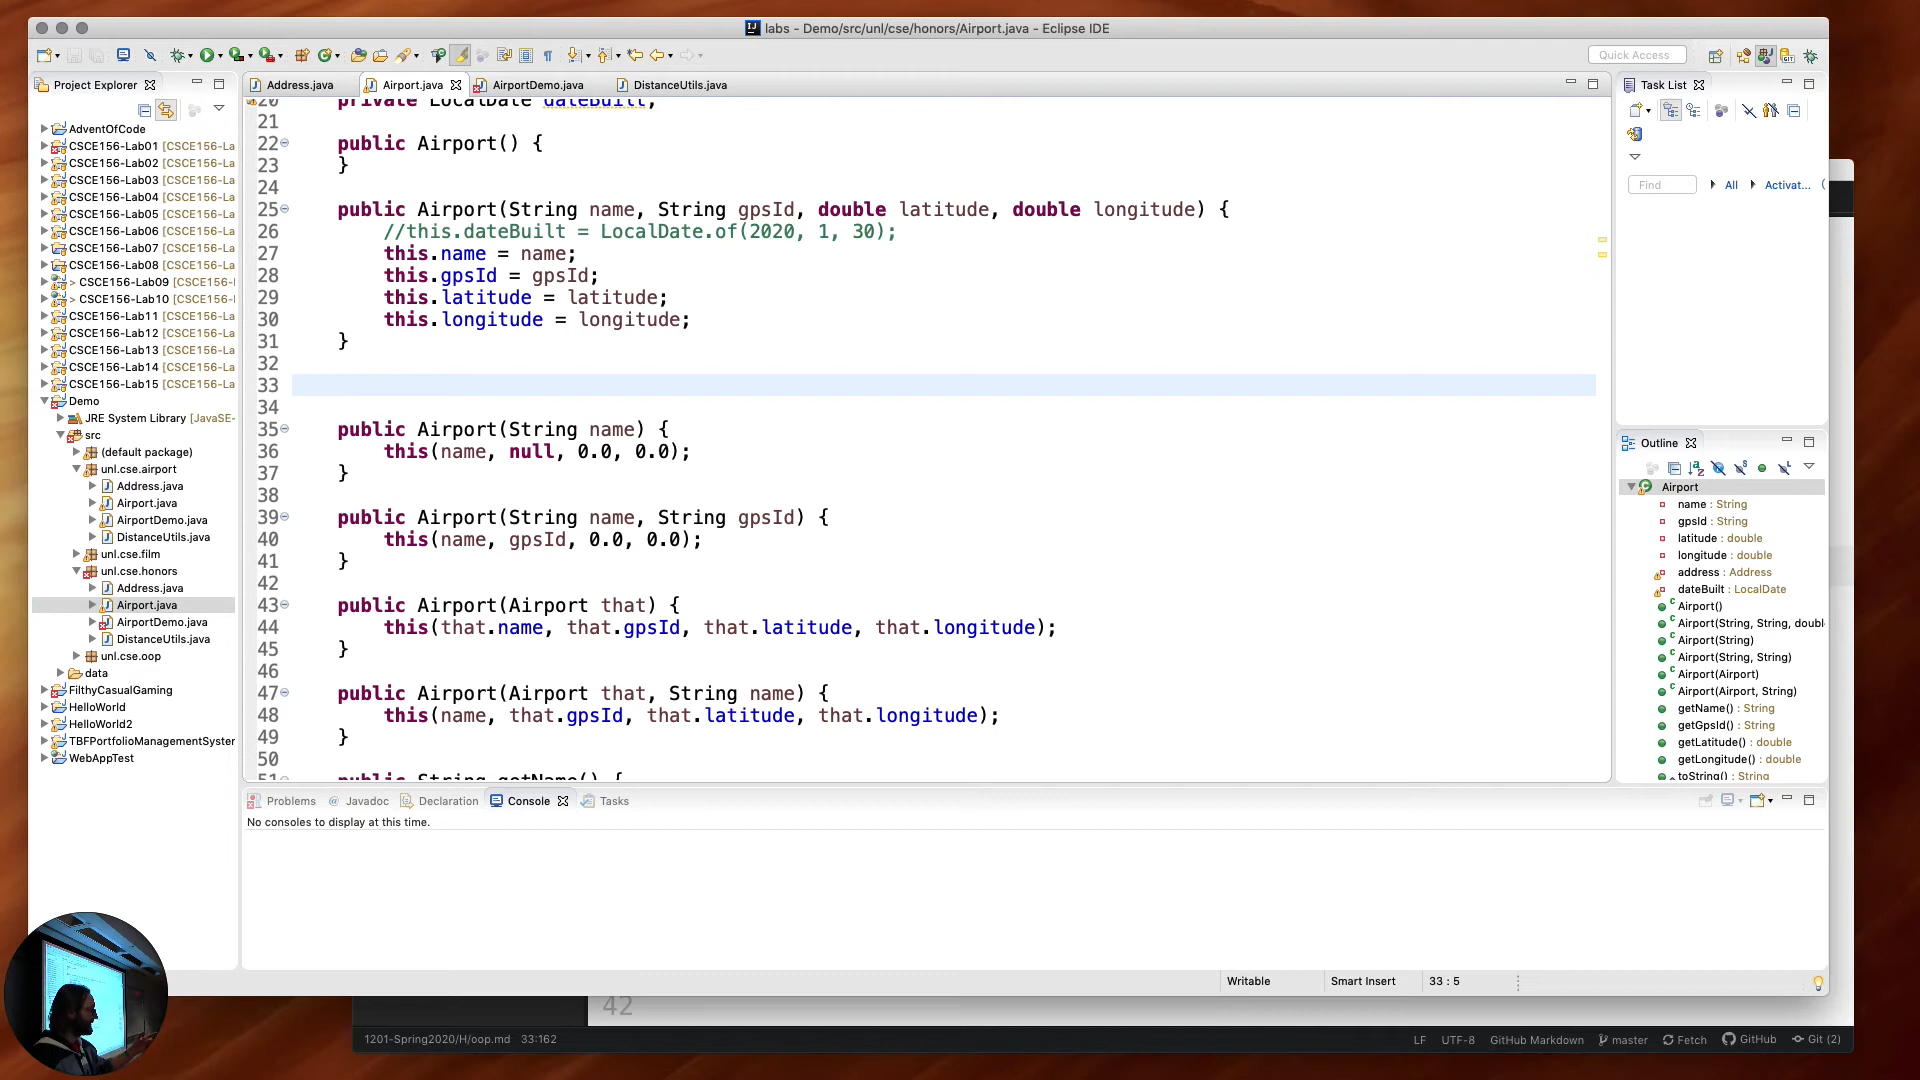 labs - Demo/src/unl/cse/honors/Airport.java - Eclipse IDE
Quick Access
Project Explorer
Address.java
Airport.java
AirportDemo.java
DistanceUtils.java
Task List
AdventOfCode
CSCE156-Lab01 [CSCE156-La
CSCE156-Lab02 [CSCE156-La
CSCE156-Lab03 [CSCE156-La
CSCE156-Lab04 [CSCE156-La
CSCE156-Lab05 [CSCE156-La
CSCE156-Lab06 [CSCE156-La
CSCE156-Lab07 [CSCE156-La
CSCE156-Lab08 [CSCE156-La
> CSCE156-Lab09 [CSCE156-L
> CSCE156-Lab10 [CSCE156-L
CSCE156-Lab11 [CSCE156-La
CSCE156-Lab12 [CSCE156-La
CSCE156-Lab13 [CSCE156-La
CSCE156-Lab14 [CSCE156-La
CSCE156-Lab15 [CSCE156-La
Demo
JRE System Library [JavaSE-
src
(default package)
unl.cse.airport
Address.java
Airport.java
AirportDemo.java
DistanceUtils.java
unl.cse.film
unl.cse.honors
Address.java
Airport.java
AirportDemo.java
DistanceUtils.java
unl.cse.oop
data
FilthyCasualGaming
HelloWorld
HelloWorld2
TBFPortfolioManagementSyster
WebAppTest
20 private LocalDate dateBuilt;
21
22 public Airport() {
23 }
24
25 public Airport(String name, String gpsId, double latitude, double longitude) {
26 //this.dateBuilt = LocalDate.of(2020, 1, 30);
27 this.name = name;
28 this.gpsId = gpsId;
29 this.latitude = latitude;
30 this.longitude = longitude;
31 }
32
33
34
35 public Airport(String name) {
36 this(name, null, 0.0, 0.0);
37 }
38
39 public Airport(String name, String gpsId) {
40 this(name, gpsId, 0.0, 0.0);
41 }
42
43 public Airport(Airport that) {
44 this(that.name, that.gpsId, that.latitude, that.longitude);
45 }
46
47 public Airport(Airport that, String name) {
48 this(name, that.gpsId, that.latitude, that.longitude);
49 }
50
51 public String getName() {
Find
All
Activat...
Outline
Airport
name : String
gpsId : String
latitude : double
longitude : double
address : Address
dateBuilt : LocalDate
Airport()
Airport(String, String, doubl
Airport(String)
Airport(String, String)
Airport(Airport)
Airport(Airport, String)
getName() : String
getGpsId() : String
getLatitude() : double
getLongitude() : double
toString() : String
Problems
@ Javadoc
Declaration
Console
Tasks
No consoles to display at this time.
Writable
Smart Insert
33 : 5
42
1201-Spring2020/H/oop.md 33:162
LF
UTF-8
GitHub Markdown
master
Fetch
GitHub
Git (2)